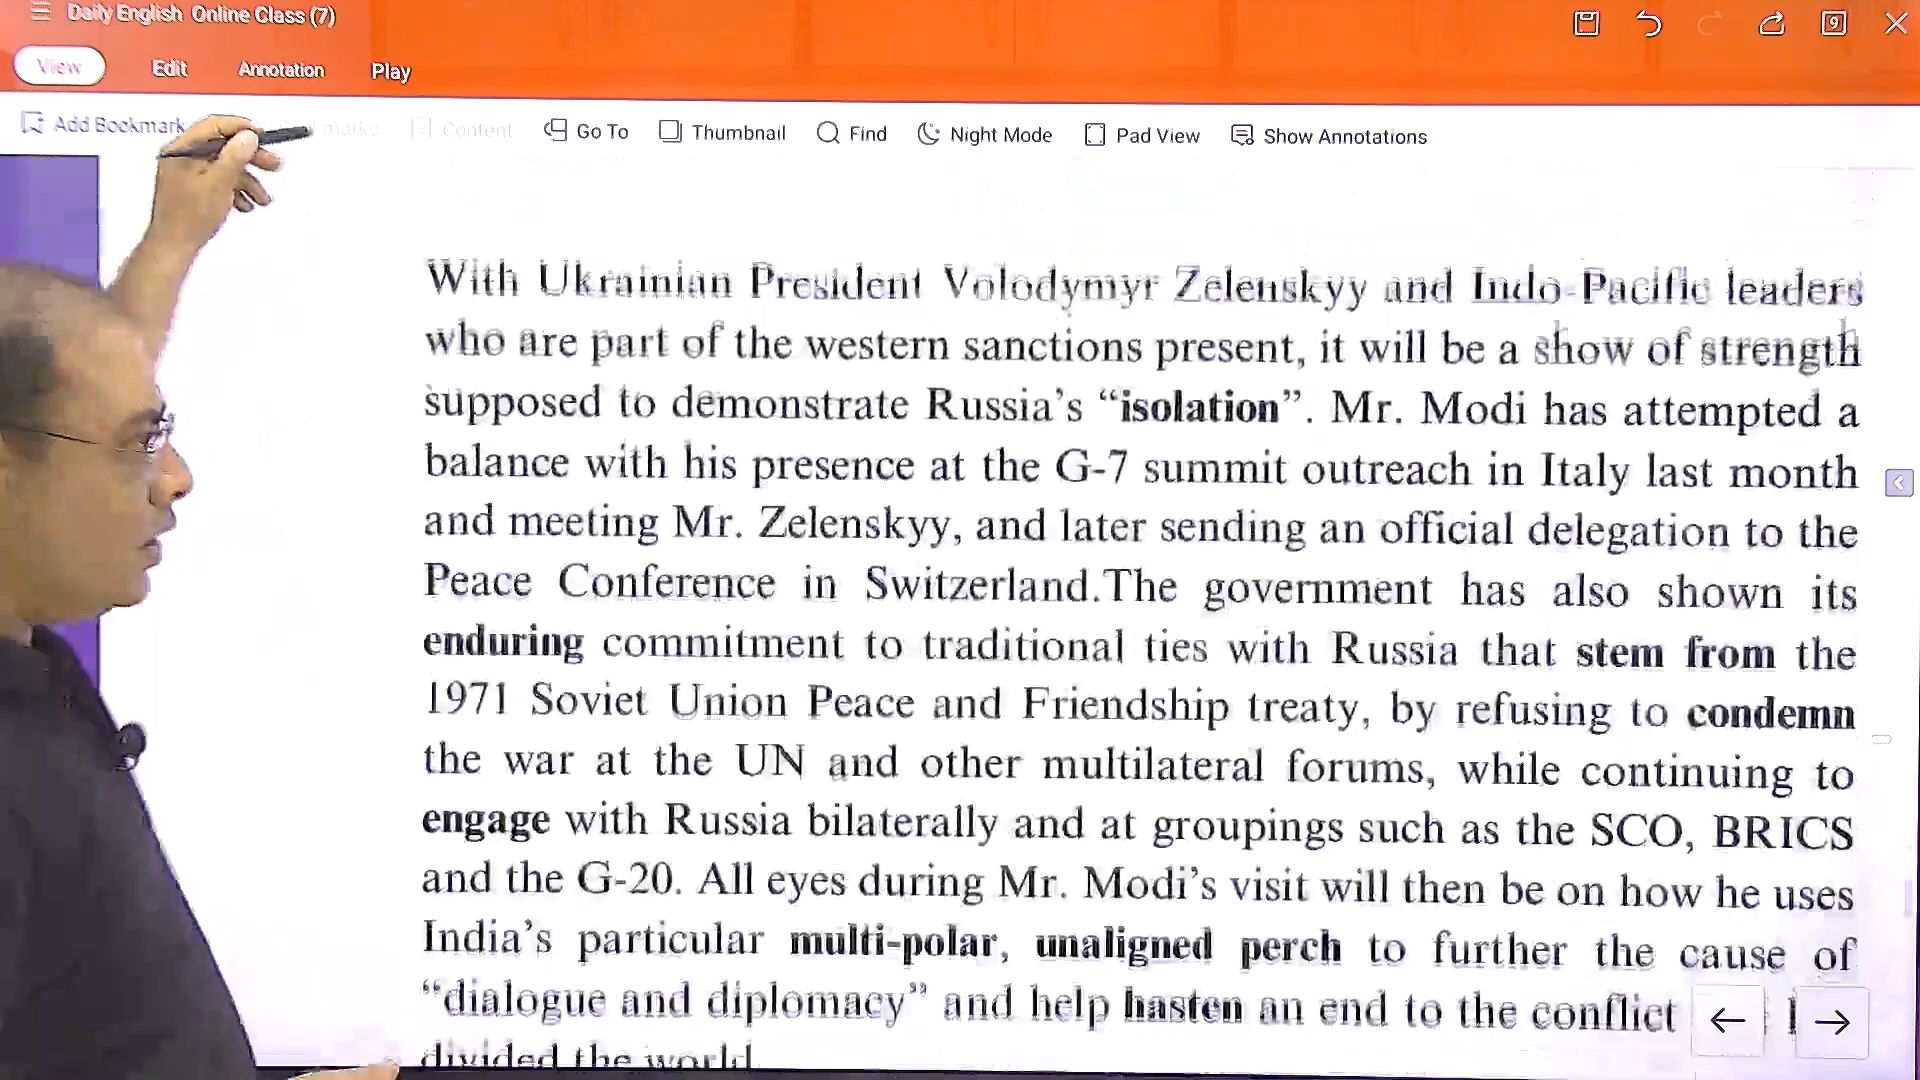 Daily English Online Class (7)
View Edit Annotation Play
Add Bookmark marks Content Go To Thumbnail Find Night Mode Pad View Show Annotations
With Ukrainian President Volodymyr Zelenskyy and Indo-Pacific leaders
who are part of the western sanctions present, it will be a show of strength
supposed to demonstrate Russia's “isolation”. Mr. Modi has attempted a
balance with his presence at the G-7 summit outreach in Italy last month
and meeting Mr. Zelenskyy, and later sending an official delegation to the
Peace Conference in Switzerland.The government has also shown its
enduring commitment to traditional ties with Russia that stem from the
1971 Soviet Union Peace and Friendship treaty, by refusing to condemn
the war at the UN and other multilateral forums, while continuing to
engage with Russia bilaterally and at groupings such as the SCO, BRICS
and the G-20. All eyes during Mr. Modi's visit will then be on how he uses
India's particular multi-polar, unaligned perch to further the cause of
“dialogue and diplomacy” and help hasten an end to the conflict
divided the world